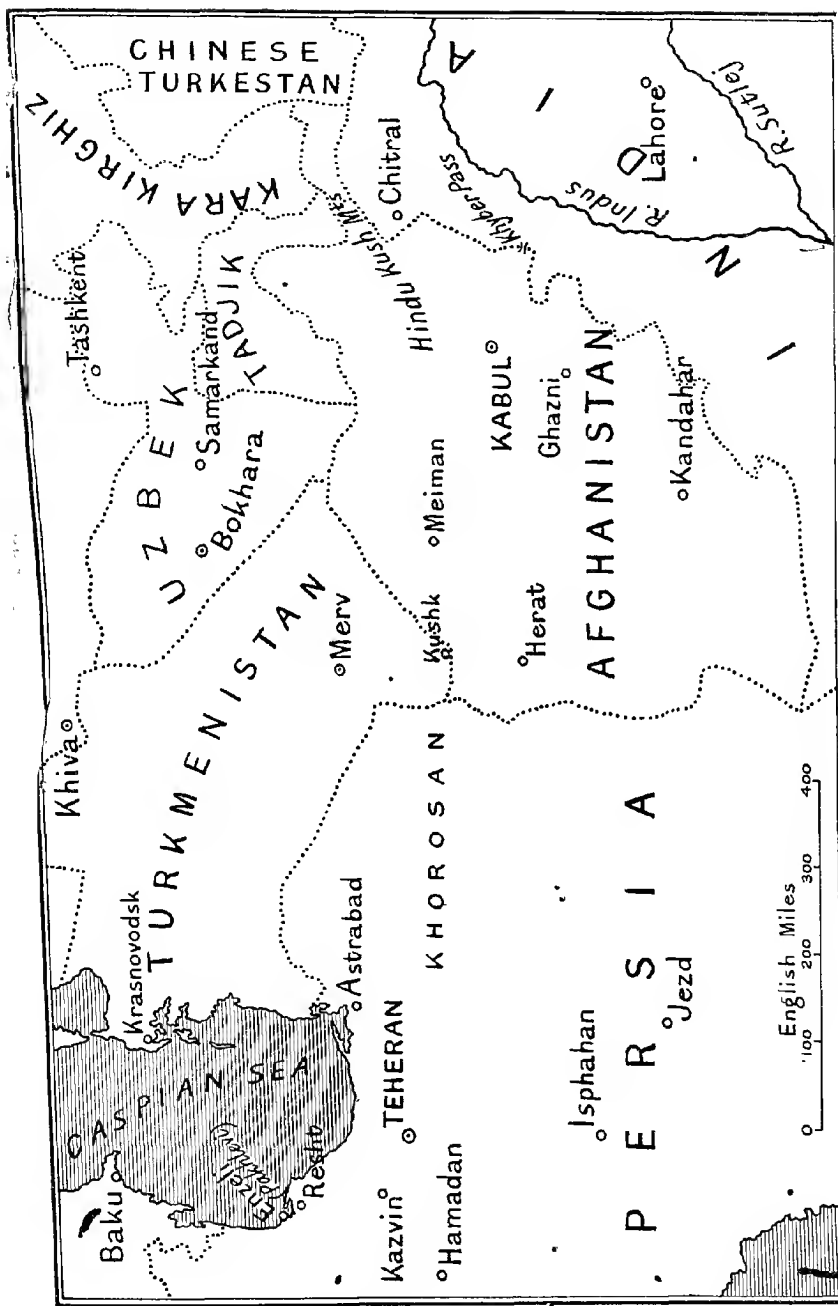 CHINESE
TURKESTAN
KARA KIRGHIZ
Tashkent
UZBEK
Samarkand
TADJIK
Bokhara
Khiva
TURKMENISTAN
Krasnovodsk
CASPIAN SEA
Baku
Enzeli
Resht
Merv
Hindu Kush Mts.
Chitral
Khyber Pass
R. Indus
Lahore
R. Sutlej
INDIA
Meiman
Kushk
KABUL
Ghazni
Herat
AFGHANISTAN
Kandahar
Astrabad
KHOROSAN
TEHERAN
Kazvin
Hamadan
Isphahan
Jezd
PERSIA
English Miles
0 100 200 300 400